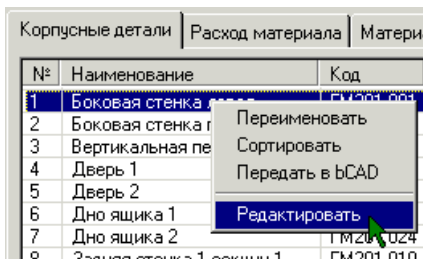 Корпусные детали Расход материала Матери
№ Наименование Код
1 Боковая стенка
2 Боковая стенка
3 Вертикальная
4 Дверь 1
5 Дверь 2
6 Дно ящика 1
7 Дно ящика 2
Переименовать
Сортировать
Передать в bCAD
Редактировать